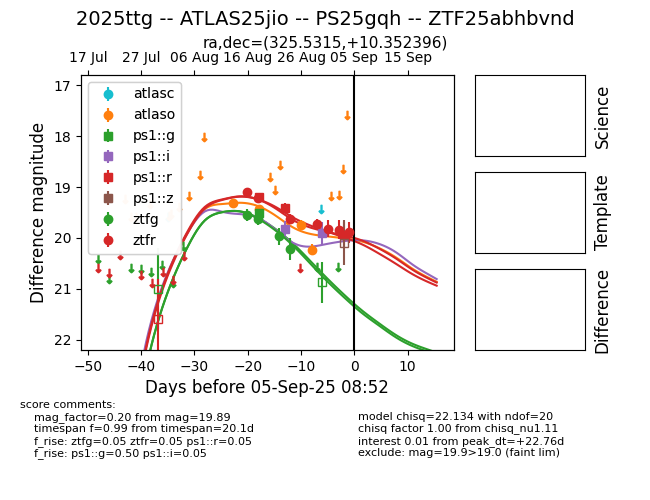 2025ttg -- ATLAS25jio -- PS25gqh -- ZTF25abhbvnd
ra,dec=(325.5315,+10.352396)
17 Jul 27 Jul 06 Aug 16 Aug 26 Aug 05 Sep 15 Sep
17
18
19
20
21
22
Difference magnitude
atlasc
atlaso
ps1::g
ps1::i
ps1::r
ps1::z
ztfg
ztfr
−50 −40 −30 −20 −10 0 10
Days before 05-Sep-25 08:52
Science
Template
Difference
score comments:
mag_factor=0.20 from mag=19.89
timespan f=0.99 from timespan=20.1d
f_rise: ztfg=0.05 ztfr=0.05 ps1::r=0.05
f_rise: ps1::g=0.50 ps1::i=0.05
model chisq=22.134 with ndof=20
chisq factor 1.00 from chisq_nu1.11
interest 0.01 from peak_dt=+22.76d
exclude: mag=19.9>19.0 (faint lim)